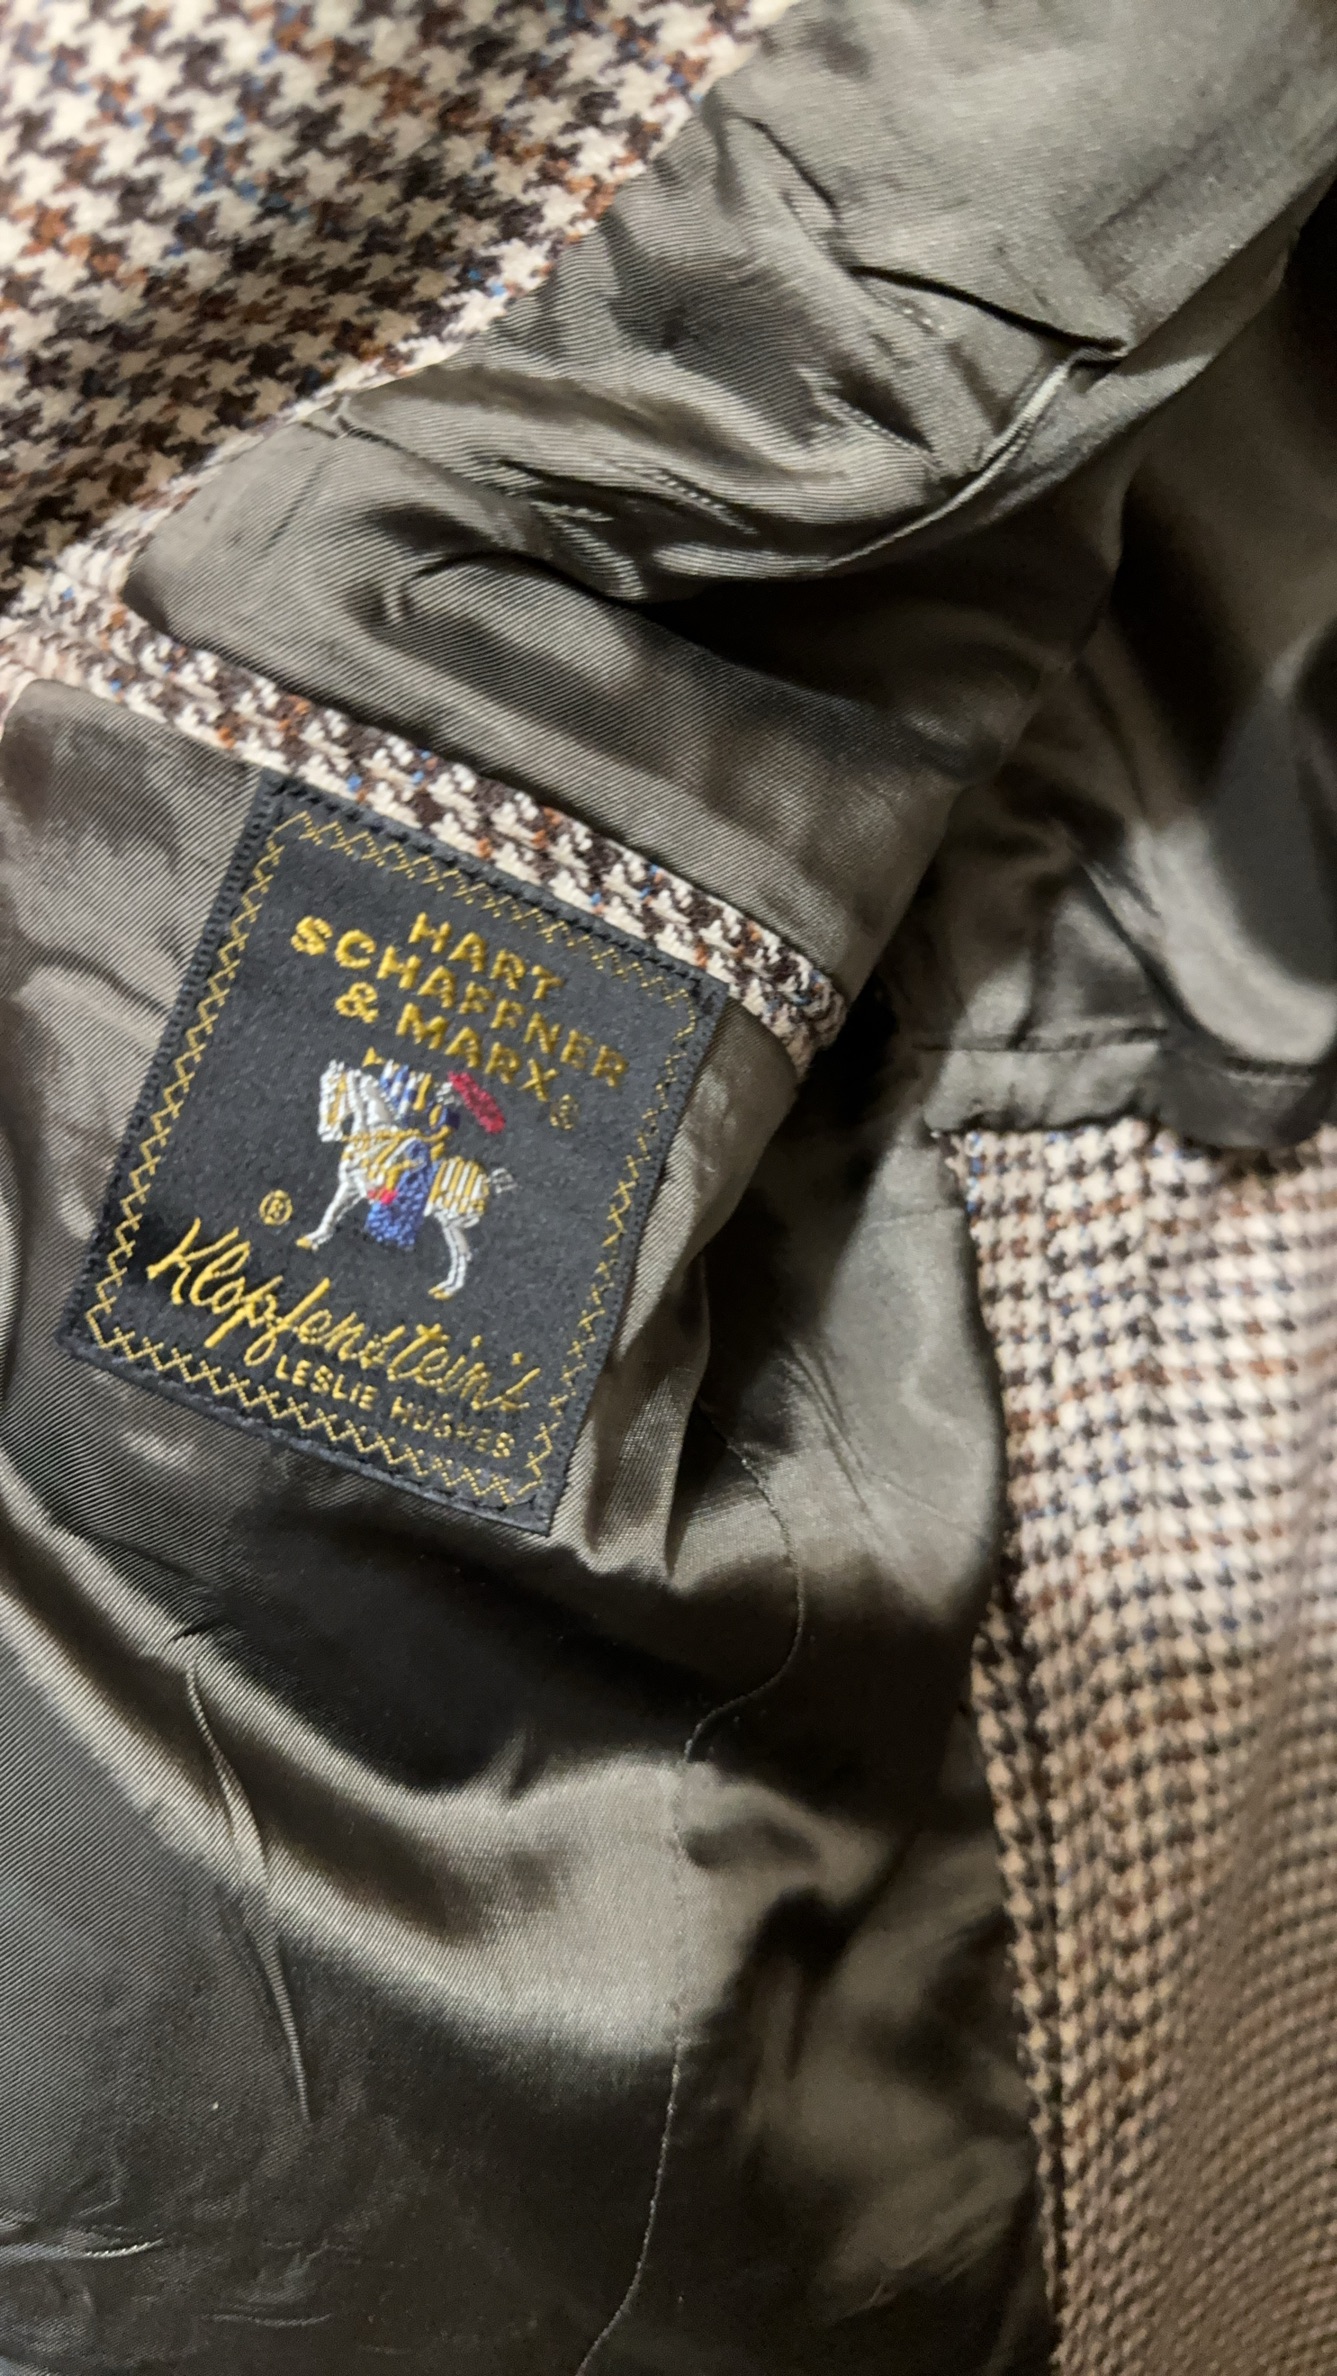 HART
SCHAFFNER
& MARX®
®
Klopfenstein's
LESLIE HUGHES